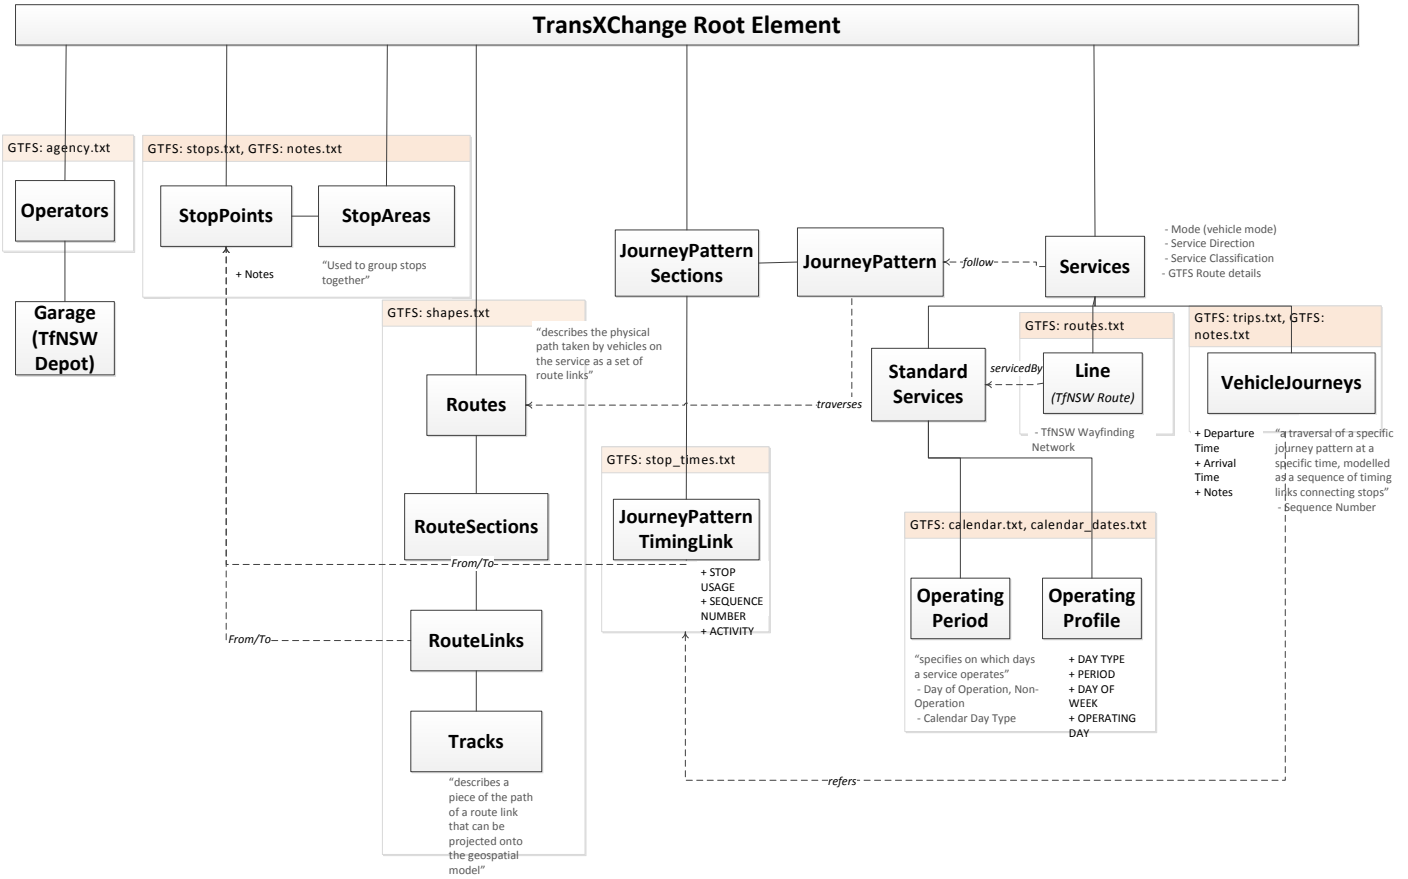 TransXChange Root Element
GTFS: agency.txt
Operators
Garage
(TfNSW
Depot)
GTFS: stops.txt, GTFS: notes.txt
StopPoints
StopAreas
+ Notes
“Used to group stops
together”
GTFS: shapes.txt
“describes the physical
path taken by vehicles on
the service as a set of
route links”
Routes
RouteSections
From/To
RouteLinks
From/To
Tracks
“describes a
piece of the path
of a route link
that can be
projected onto
the geospatial
model”
JourneyPattern
Sections
JourneyPattern
follow
traverses
GTFS: stop_times.txt
JourneyPattern
TimingLink
+ STOP
USAGE
+ SEQUENCE
NUMBER
+ ACTIVITY
refers
Services
- Mode (vehicle mode)
- Service Direction
- Service Classification
- GTFS Route details
Standard
Services
servicedBy
GTFS: routes.txt
Line
(TfNSW Route)
- TfNSW Wayfinding
Network
GTFS: trips.txt, GTFS:
notes.txt
VehicleJourneys
+ Departure
Time
+ Arrival
Time
+ Notes
“a traversal of a specific
journey pattern at a
specific time, modelled
as a sequence of timing
links connecting stops”
- Sequence Number
GTFS: calendar.txt, calendar_dates.txt
Operating
Period
Operating
Profile
“specifies on which days
a service operates”
- Day of Operation, Non-
Operation
- Calendar Day Type
+ DAY TYPE
+ PERIOD
+ DAY OF
WEEK
+ OPERATING
DAY